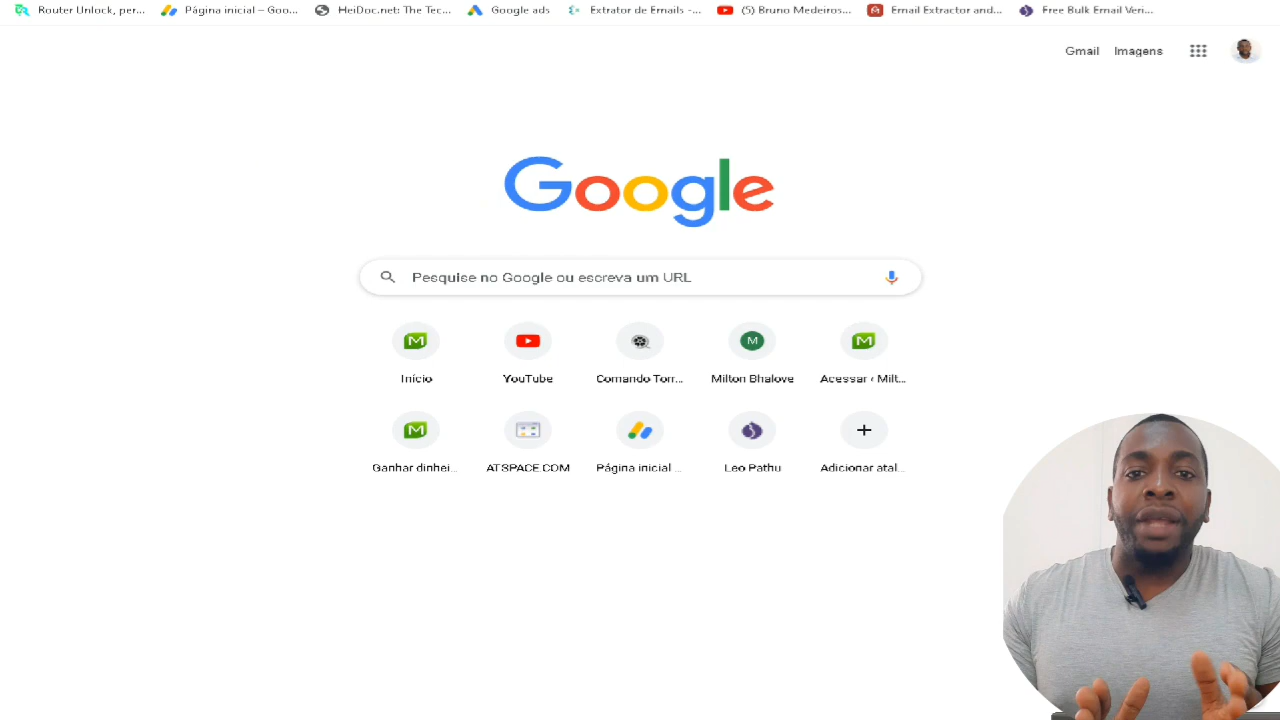 Router Unlock, per... Página inicial – Goo... HeiDoc.net: The Tec... Google ads Extrator de Emails -... (5) Bruno Medeiros... Email Extractor and... Free Bulk Email Veri...
Gmail Imagens
Google
Pesquise no Google ou escreva um URL
M
Início YouTube Comando Torr... Milton Bhalove Acessar ‹ Milt...
Ganhar dinhei... ATSPACE.COM Página inicial ... Leo Pathu Adicionar atal...